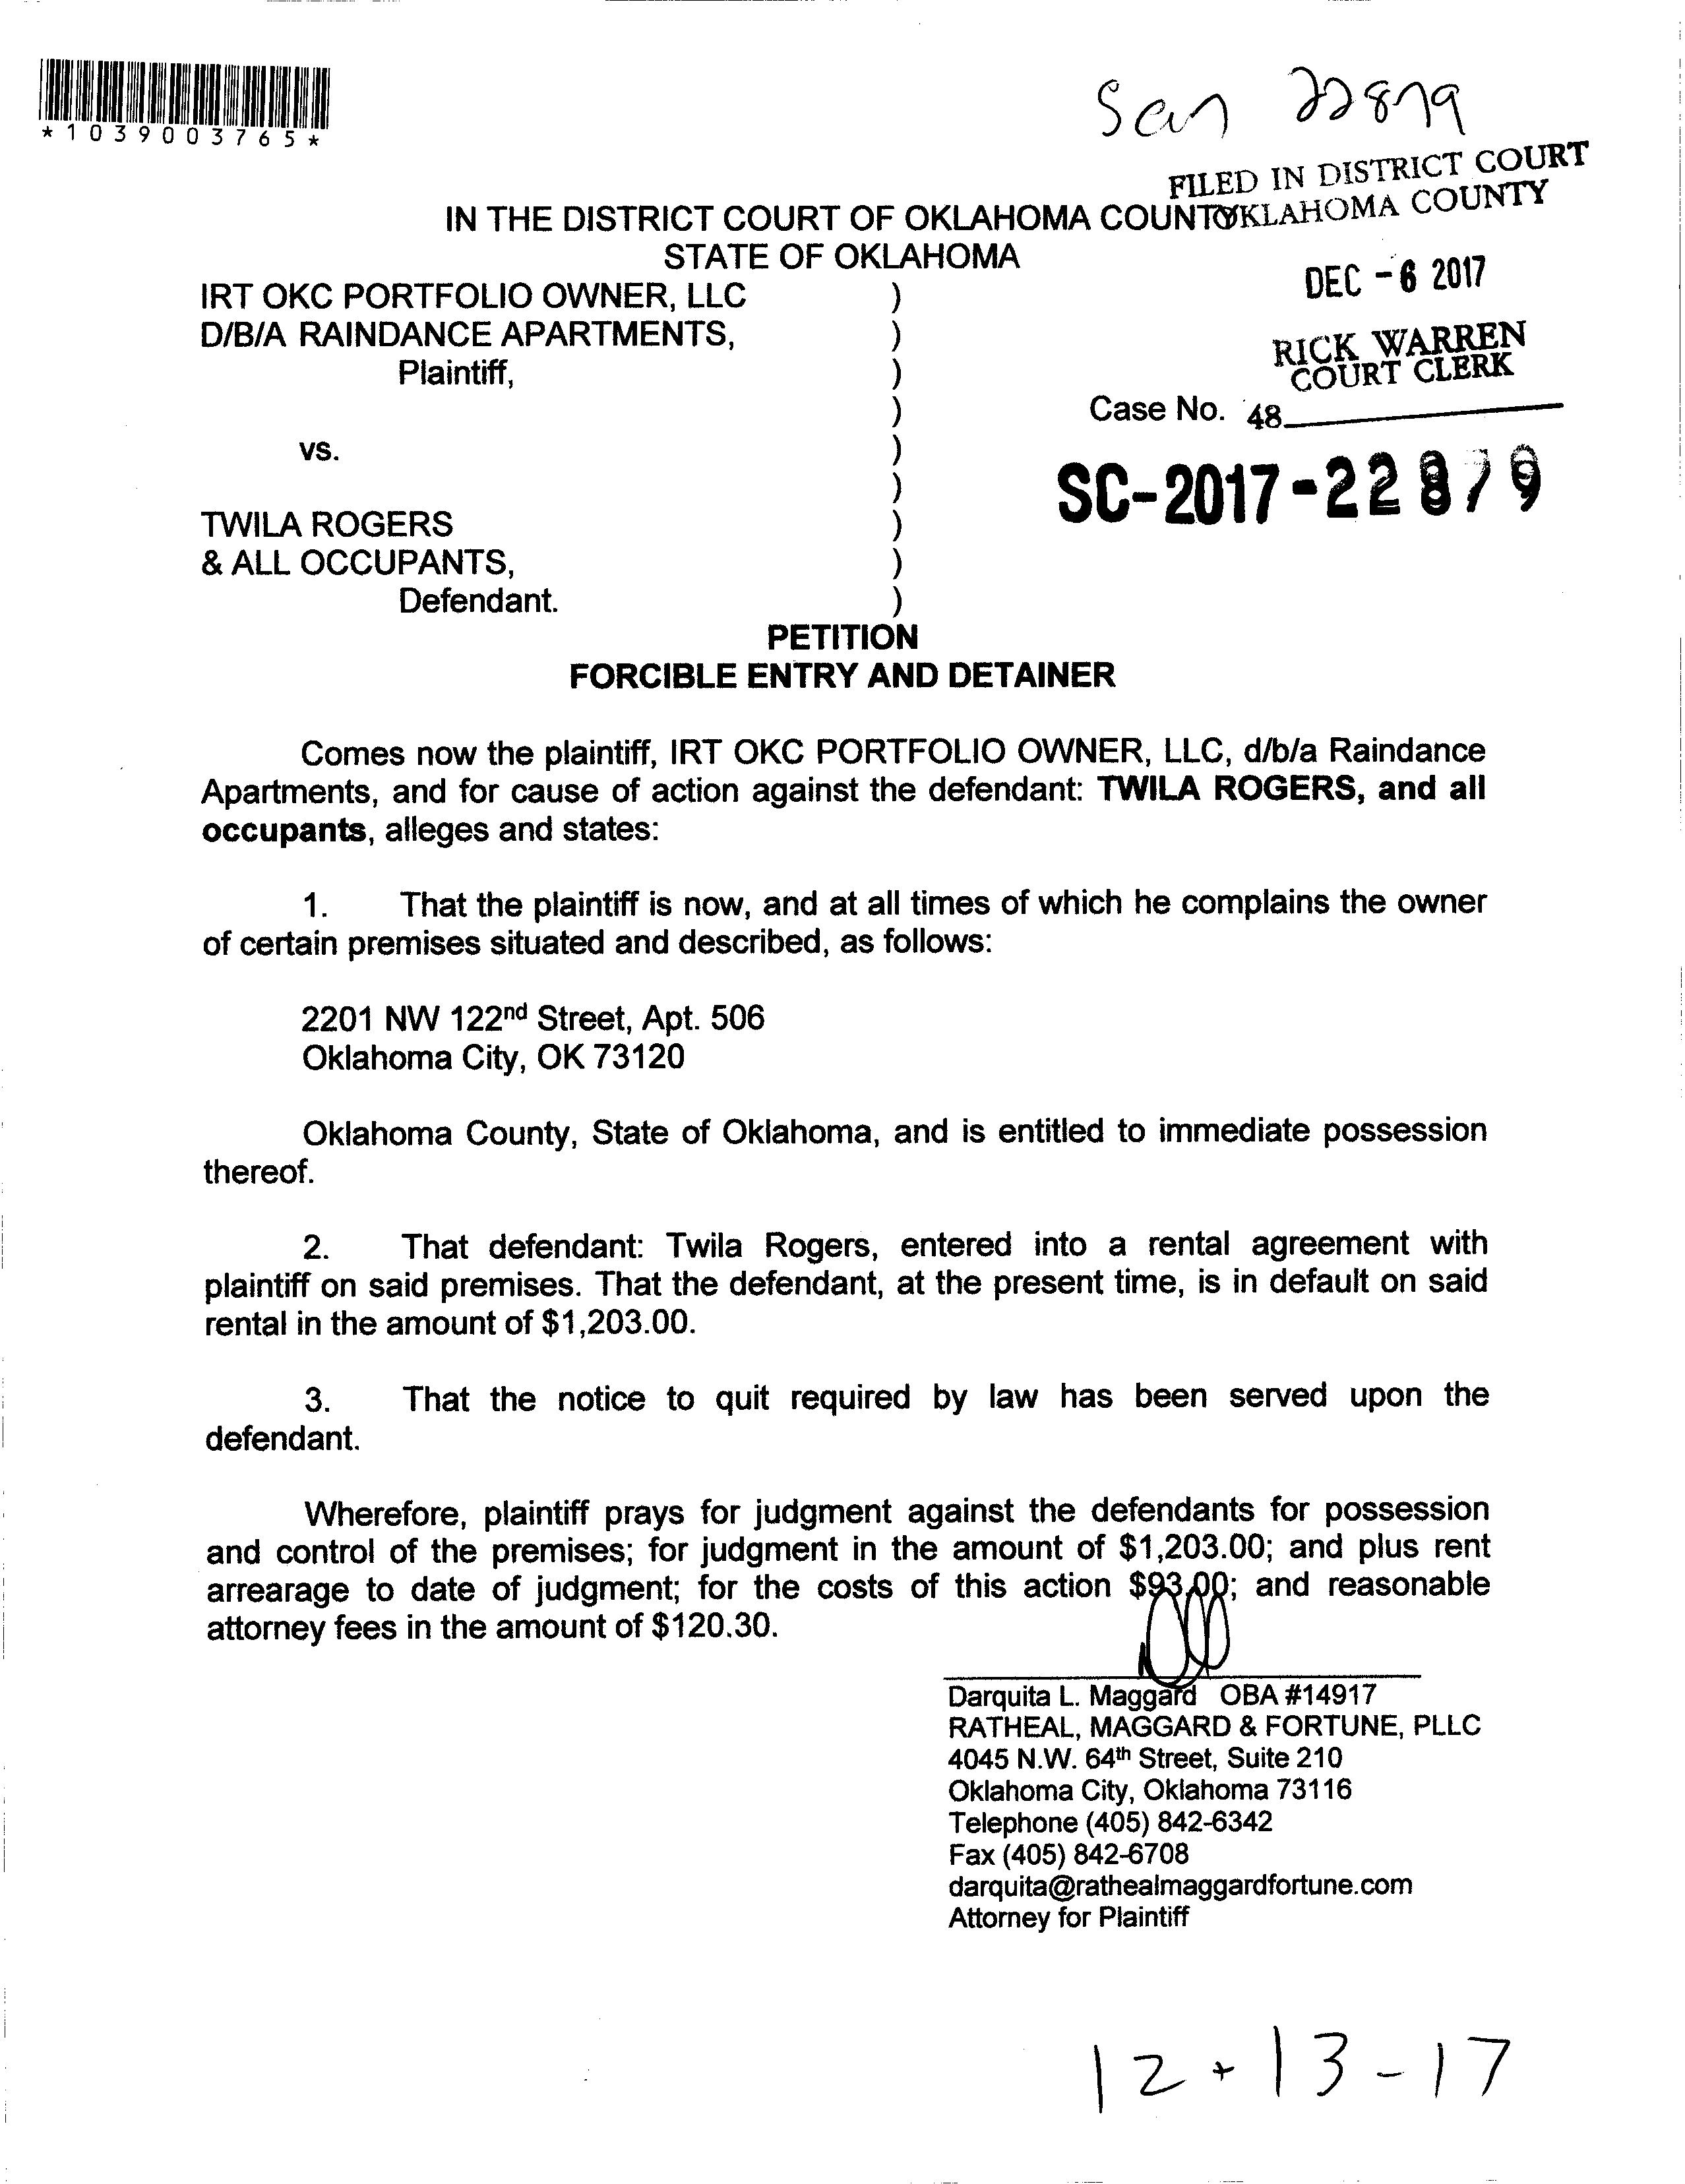 *1039003765*
22879
FILED IN DISTRICT COURT
OKLAHOMA COUNTY
IN THE DISTRICT COURT OF OKLAHOMA COUNTY
STATE OF OKLAHOMA
DEC -6 2017
IRT OKC PORTFOLIO OWNER, LLC )
D/B/A RAINDANCE APARTMENTS, )
Plaintiff, )
RICK WARREN
COURT CLERK
) Case No.
48
vs. )
)
SC-2017-22879
TWILA ROGERS )
& ALL OCCUPANTS, )
Defendant. )
PETITION
FORCIBLE ENTRY AND DETAINER
Comes now the plaintiff, IRT OKC PORTFOLIO OWNER, LLC, d/b/a Raindance
Apartments, and for cause of action against the defendant: TWILA ROGERS, and all
occupants, alleges and states:
1. That the plaintiff is now, and at all times of which he complains the owner
of certain premises situated and described, as follows:
2201 NW 122nd Street, Apt. 506
Oklahoma City, OK 73120
Oklahoma County, State of Oklahoma, and is entitled to immediate possession
thereof.
2. That defendant: Twila Rogers, entered into a rental agreement with
plaintiff on said premises. That the defendant, at the present time, is in default on said
rental in the amount of $1,203.00.
3. That the notice to quit required by law has been served upon the
defendant.
Wherefore, plaintiff prays for judgment against the defendants for possession
and control of the premises; for judgment in the amount of $1,203.00; and plus rent
arrearage to date of judgment; for the costs of this action $93.00; and reasonable
attorney fees in the amount of $120.30.
Darquita L. Maggard OBA #14917
RATHEAL, MAGGARD & FORTUNE, PLLC
4045 N.W. 64th Street, Suite 210
Oklahoma City, Oklahoma 73116
Telephone (405) 842-6342
Fax (405) 842-6708
darquita@rathealmaggardfortune.com
Attorney for Plaintiff
12-13-17